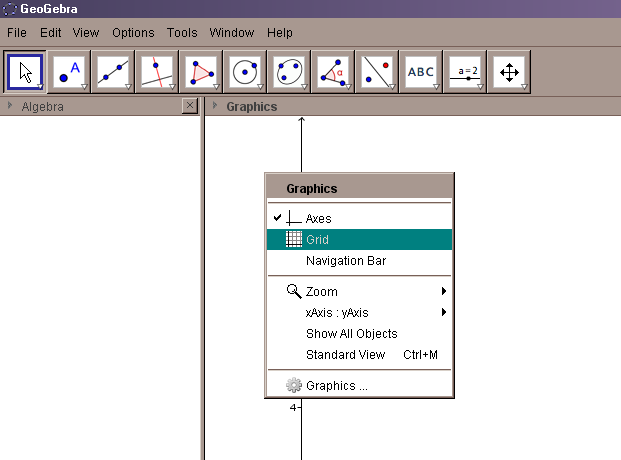 GeoGebra
File Edit View Options Tools Window Help
A α ABC a=2
Algebra Graphics
Graphics
Axes
Grid
Navigation Bar
Zoom
xAxis : yAxis
Show All Objects
Standard View Ctrl+M
Graphics ...
4